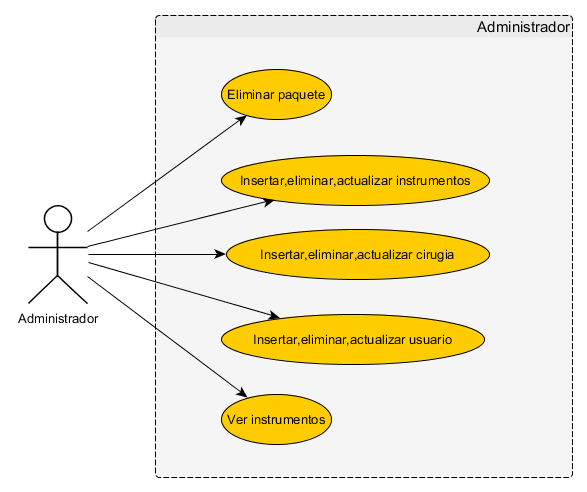 Administrador
Eliminar paquete
Insertar,eliminar,actualizar instrumentos
Insertar,eliminar,actualizar cirugia
Administrador
Insertar,eliminar,actualizar usuario
Ver instrumentos